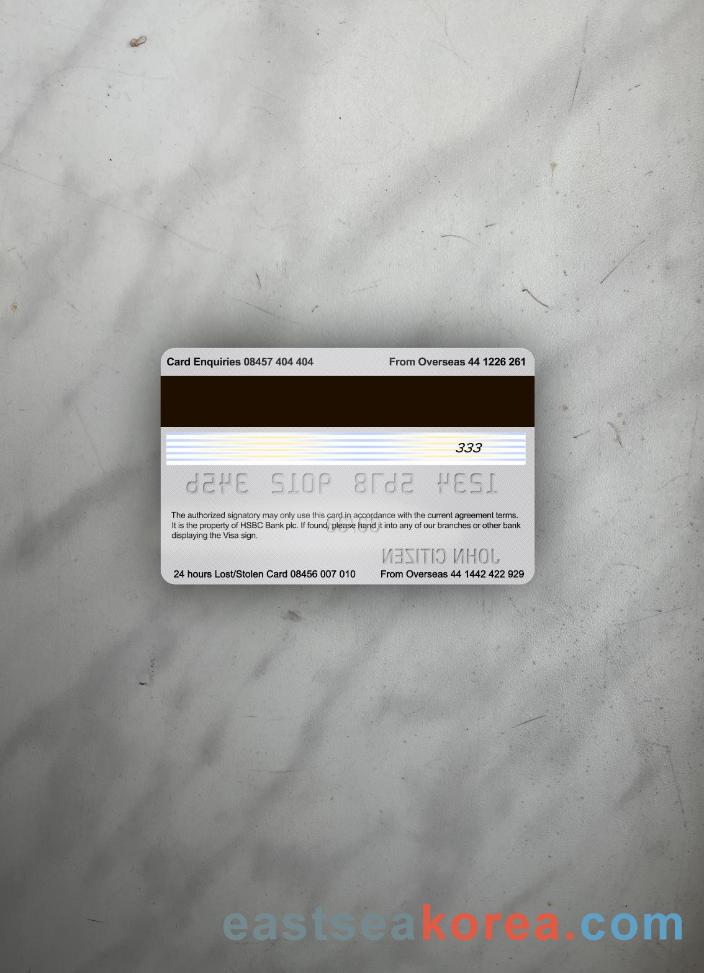 Card Enquiries 08457 404 404 From Overseas 44 1226 261
333
1234 5678 9012 3456
The authorized signatory may only use this card in accordance with the current agreement terms.
It is the property of HSBC Bank plc. If found, please hand it into any of our branches or other bank
displaying the Visa sign.
JOHN CITIZEN
24 hours Lost/Stolen Card 08456 007 010 From Overseas 44 1442 422 929
eastseakorea.com